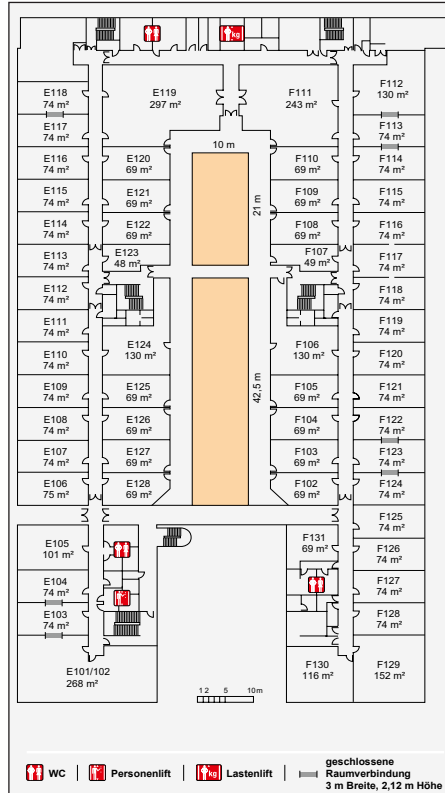 kg
E118
74 m²
E117
74 m²
E116
74 m²
E115
74 m²
E114
74 m²
E113
74 m²
E112
74 m²
E111
74 m²
E110
74 m²
E109
74 m²
E108
74 m²
E107
74 m²
E106
75 m²
E105
101 m²
E104
74 m²
E103
74 m²
E101/102
268 m²
E119
297 m²
E120
69 m²
E121
69 m²
E122
69 m²
E123
48 m²
E124
130 m²
E125
69 m²
E126
69 m²
E127
69 m²
E128
69 m²
10 m
21 m
42,5 m
F111
243 m²
F110
69 m²
F109
69 m²
F108
69 m²
F107
49 m²
F106
130 m²
F105
69 m²
F104
69 m²
F103
69 m²
F102
69 m²
F131
69 m²
F130
116 m²
F112
130 m²
F113
74 m²
F114
74 m²
F115
74 m²
F116
74 m²
F117
74 m²
F118
74 m²
F119
74 m²
F120
74 m²
F121
74 m²
F122
74 m²
F123
74 m²
F124
74 m²
F125
74 m²
F126
74 m²
F127
74 m²
F128
74 m²
F129
152 m²
1 2 5 10m
WC
Personenlift
kg
Lastenlift
geschlossene
Raumverbindung
3 m Breite, 2,12 m Höhe